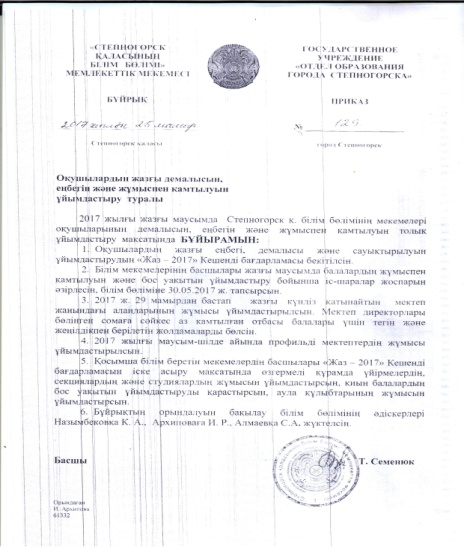 «СТЕПНОГОРСК
ҚАЛАСЫНЫҢ
БІЛІМ БӨЛІМІ»
МЕМЛЕКЕТТІК МЕКЕМЕСІ
ГОСУДАРСТВЕННОЕ
УЧРЕЖДЕНИЕ
«ОТДЕЛ ОБРАЗОВАНИЯ
ГОРОДА СТЕПНОГОРСКА»
БҰЙРЫҚ
ПРИКАЗ
2017 жылғы 25 мамыр
№ 129
Степногорск қаласы
город Степногорск
Оқушылардың жазғы демалысын,
еңбегін және жұмыспен камтылуын
ұйымдастыру туралы
2017 жылғы жазғы маусымда Степногорск қ. білім бөлімінің мекемелері
оқушыларының демалысын, еңбегін және жұмыспен камтылуын толық
ұйымдастыру мақсатында БҰЙЫРАМЫН:
1. Оқушылардың жазғы еңбегі, демалысы және сауықтырылуын
ұйымдастырудың «Жаз – 2017» Кешенді бағдарламасы бекітілсін.
2. Білім мекемелерінің басшылары жазғы маусымда балалардың жұмыспен
камтылуын және бос уақытын ұйымдастыру бойынша іс-шаралар жоспарын
әзірлесін, білім бөліміне 30.05.2017 ж. тапсырсын.
3. 2017 ж. 29 мамырдан бастап жазғы күндіз қатынайтын мектеп
жанындағы алаңдарының жұмысы ұйымдастырылсын. Мектеп директорлары
бөлінген сомаға сәйкес аз камтылған отбасы балалары үшін тегін және
жеңілдікпен берілетін жолдамаларды бөлсін.
4. 2017 жылғы маусым-шілде айында профильді мектептердің жұмысы
ұйымдастырылсын.
5. Қосымша білім беретін мекемелердің басшылары «Жаз – 2017» Кешенді
бағдарламасын іске асыру мақсатында өзгермелі құрамда үйірмелердің,
секциялардың және студиялардың жұмысын ұйымдастырсын, қиын балалардың
бос уақытын ұйымдастыруды қарастырсын, аула клубтарының жұмысын
ұйымдастырсын.
6. Бұйрықтың орындалуын бақылау білім бөлімінің әдіскерлері
Назымбековка К. А., Архиповаға И. Р., Алмаевка С.А. жүктелсін.
Басшы
Т. Семенюк
Орындаған
И. Архипова
61332